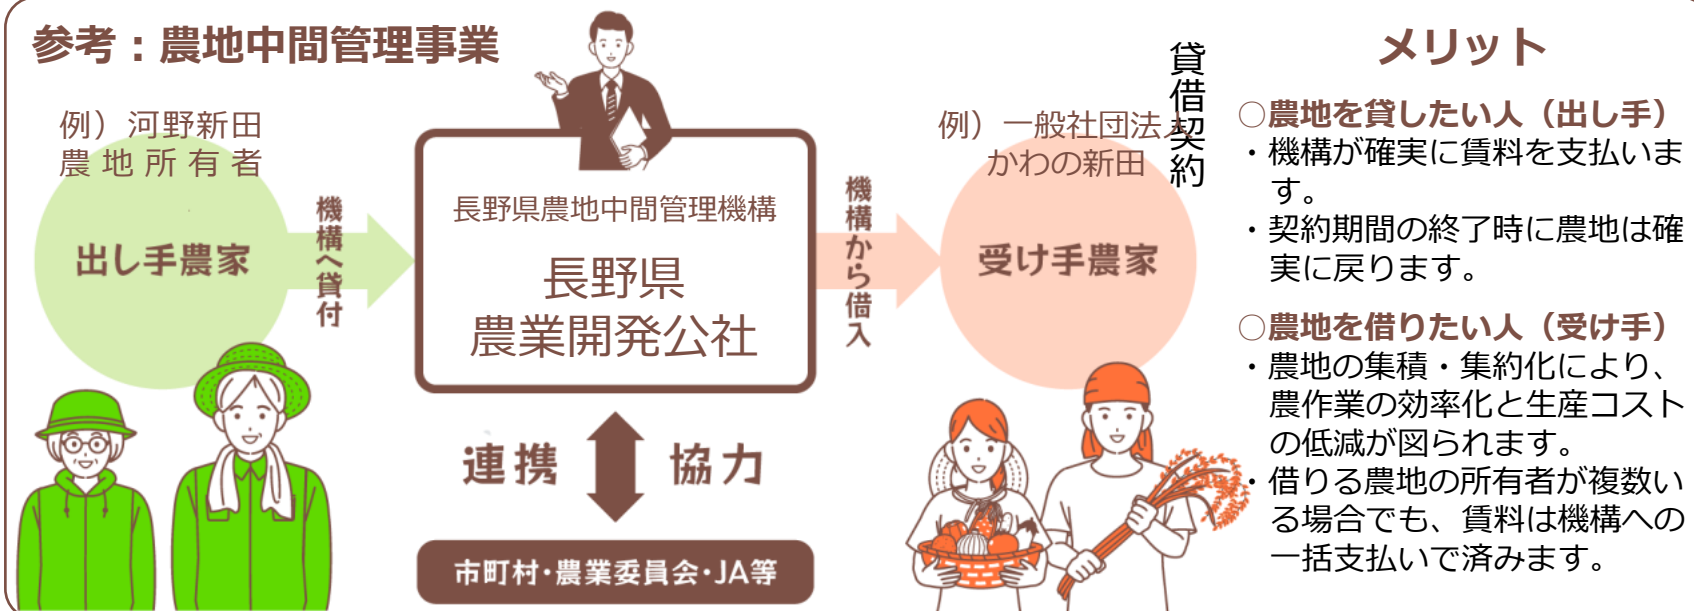 参考：農地中間管理事業
例）河野新田
農地所有者
出し手農家
機構へ貸付
長野県農地中間管理機構
長野県
農業開発公社
機構から借入
例）一般社団法人
かわの新田
受け手農家
貸借契約
連携 協力
市町村・農業委員会・JA等
メリット
○農地を貸したい人（出し手）
・機構が確実に賃料を支払いま
す。
・契約期間の終了時に農地は確
実に戻ります。
○農地を借りたい人（受け手）
・農地の集積・集約化により、
農作業の効率化と生産コスト
の低減が図られます。
・借りる農地の所有者が複数い
る場合でも、賃料は機構への
一括支払いで済みます。